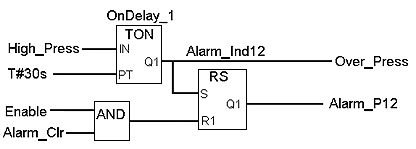 OnDelay_1
TON
High_Press IN
Alarm_Ind12
T#30s PT Q1 Over_Press
RS
S Q1 Alarm_P12
Enable AND
R1
Alarm_Clr